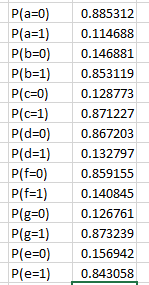 P(a=0) 0.885312
P(a=1) 0.114688
P(b=0) 0.146881
P(b=1) 0.853119
P(c=0) 0.128773
P(c=1) 0.871227
P(d=0) 0.867203
P(d=1) 0.132797
P(f=0) 0.859155
P(f=1) 0.140845
P(g=0) 0.126761
P(g=1) 0.873239
P(e=0) 0.156942
P(e=1) 0.843058